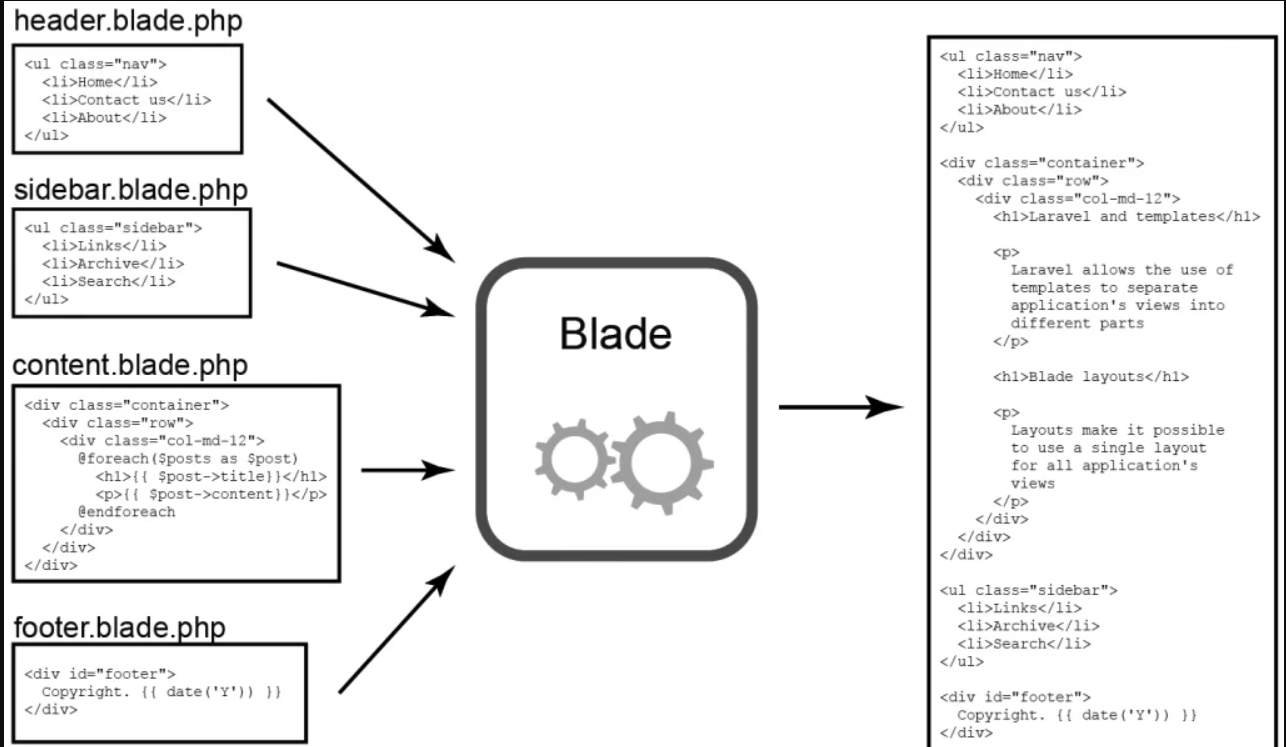 header.blade.php
<ul class="nav">
  <li>Home</li>
  <li>Contact us</li>
  <li>About</li>
</ul>
sidebar.blade.php
<ul class="sidebar">
  <li>Links</li>
  <li>Archive</li>
  <li>Search</li>
</ul>
content.blade.php
<div class="container">
  <div class="row">
    <div class="col-md-12">
      @foreach($posts as $post)
        <h1>{{ $post->title}}</h1>
        <p>{{ $post->content}}</p>
      @endforeach
    </div>
  </div>
</div>
footer.blade.php
<div id="footer">
  Copyright. {{ date('Y')) }}
</div>
Blade
<ul class="nav">
  <li>Home</li>
  <li>Contact us</li>
  <li>About</li>
</ul>
<div class="container">
  <div class="row">
    <div class="col-md-12">
      <h1>Laravel and templates</h1>
      <p>
        Laravel allows the use of
        templates to separate
        application's views into
        different parts
      </p>
      <h1>Blade layouts</h1>
      <p>
        Layouts make it possible
        to use a single layout
        for all application's
        views
      </p>
    </div>
  </div>
</div>
<ul class="sidebar">
  <li>Links</li>
  <li>Archive</li>
  <li>Search</li>
</ul>
<div id="footer">
  Copyright. {{ date('Y')) }}
</div>